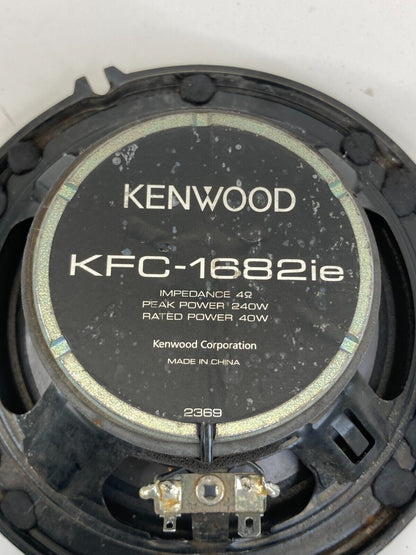 KENWOOD
KFC-1682ie
IMPEDANCE 4Ω
PEAK POWER 240W
RATED POWER 40W
Kenwood Corporation
MADE IN CHINA
2369